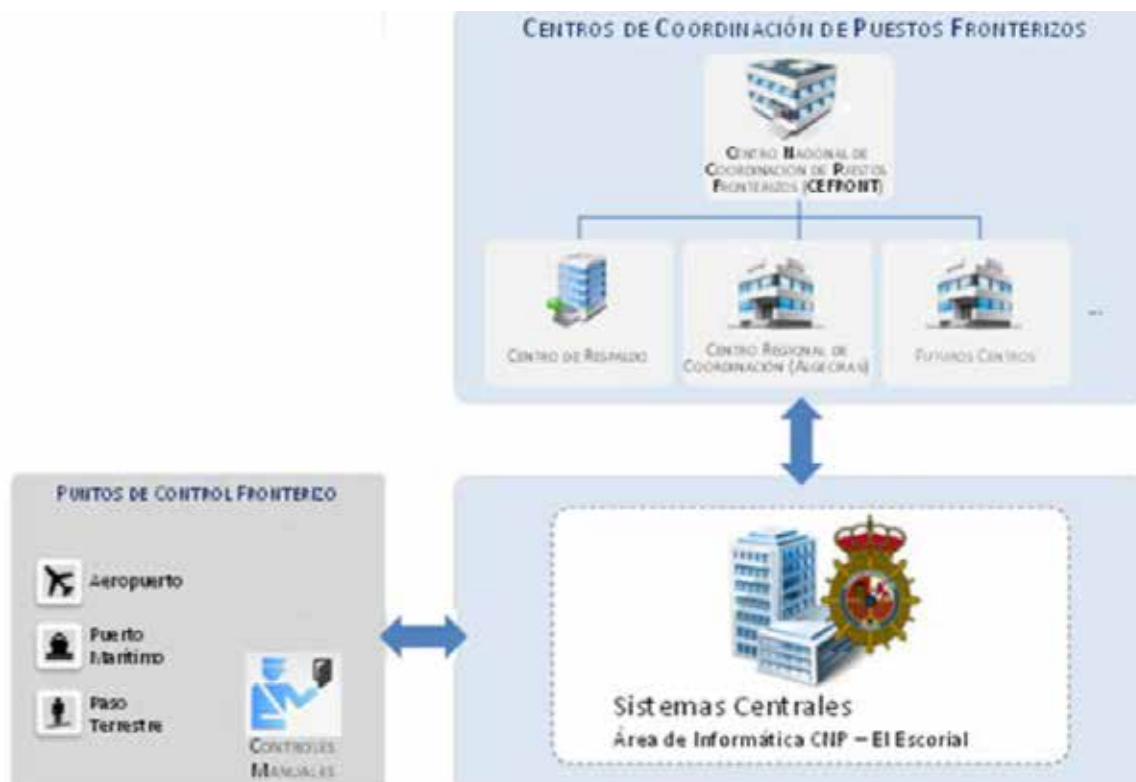 CENTROS DE COORDINACIÓN DE PUESTOS FRONTERIZOS
CENTRO NACIONAL DE
COORDINACIÓN DE PUESTOS
FRONTERIZOS (CEFRONT)
CENTRO DE RESPALDO
CENTRO REGIONAL DE
COORDINACIÓN (ALGECIRAS)
FUTUROS CENTROS
...
PUNTOS DE CONTROL FRONTERIZO
Aeropuerto
Puerto
Marítimo
Paso
Terrestre
CONTROLES
MANUALES
Sistemas Centrales
Área de Informática CNP – El Escorial